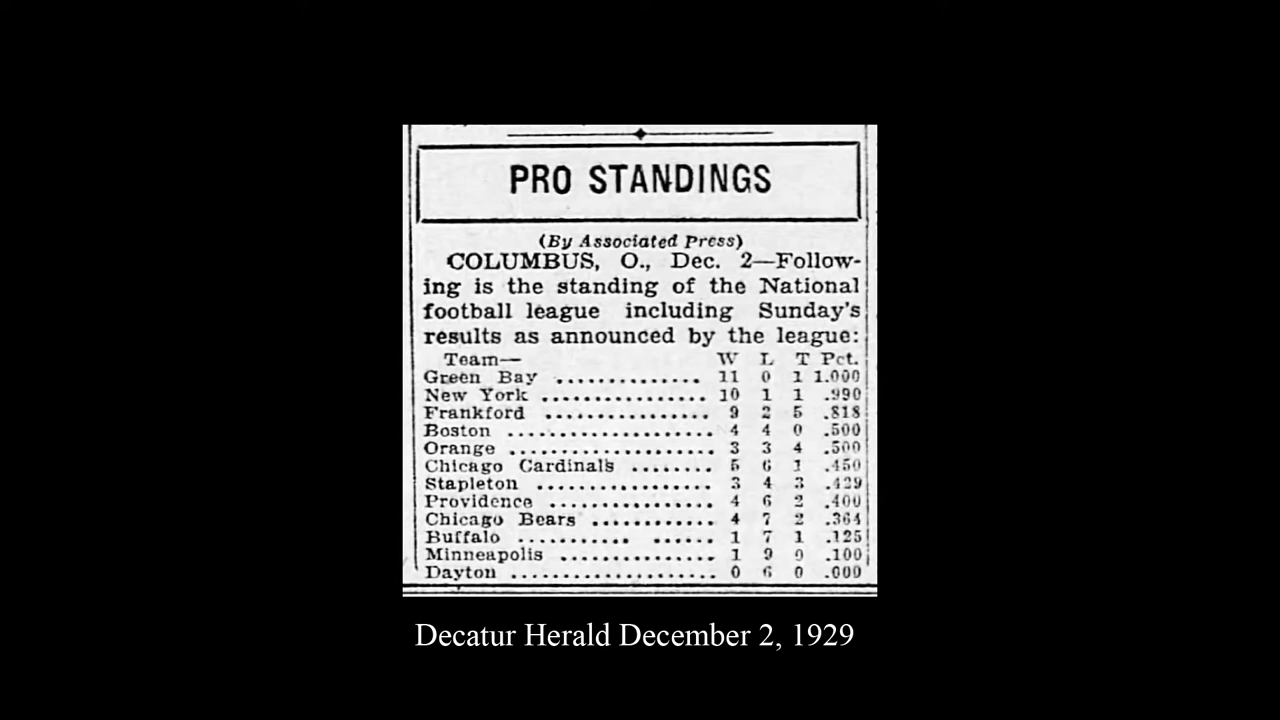 PRO STANDINGS
(By Associated Press)
COLUMBUS, O., Dec. 2—Follow-
ing is the standing of the National
football league including Sunday's
results as announced by the league:
Team— W L T Pct.
Green Bay .............. 11 0 1 1.000
New York ................ 10 1 1 .990
Frankford ................ 9 2 5 .818
Boston .................... 4 4 0 .500
Orange .................... 3 3 4 .500
Chicago Cardinals ........ 5 6 1 .450
Stapleton ................. 3 4 3 .429
Providence ................ 4 6 2 .400
Chicago Bears ............ 4 7 2 .364
Buffalo ........... ...... 1 7 1 .125
Minneapolis ............... 1 9 0 .100
Dayton .................... 0 6 0 .000
Decatur Herald December 2, 1929